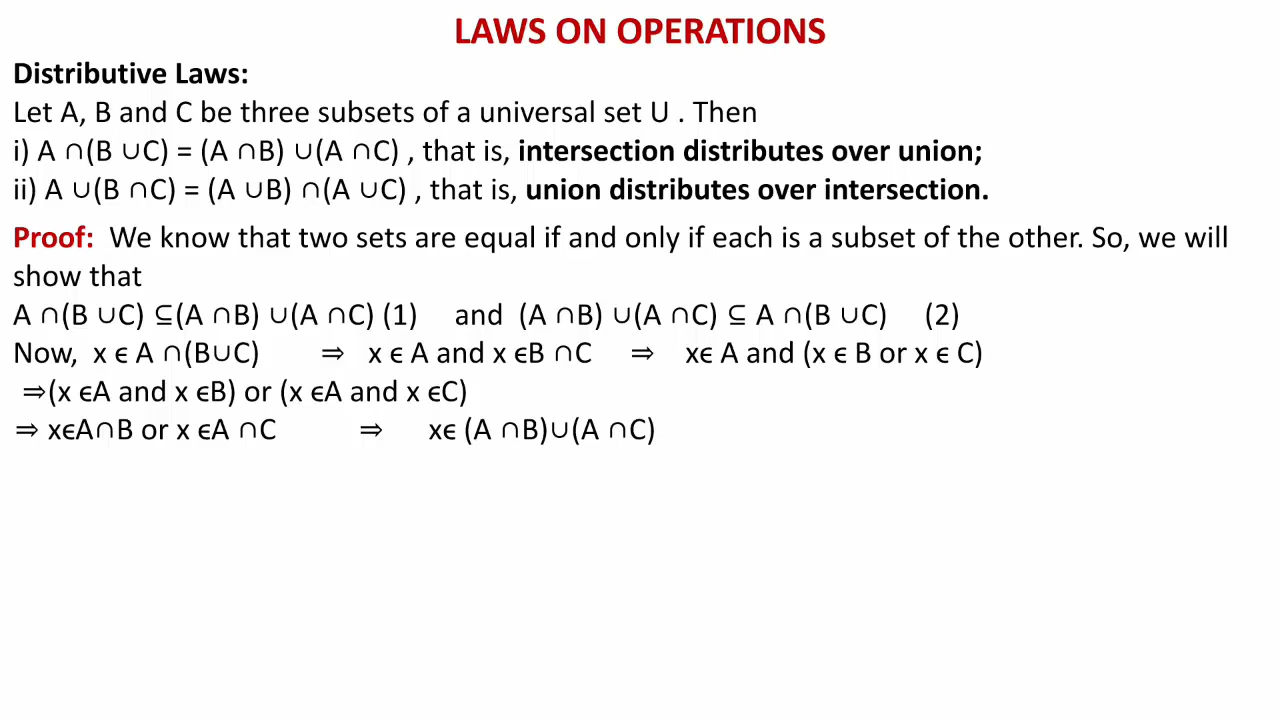 LAWS ON OPERATIONS
Distributive Laws:
Let A, B and C be three subsets of a universal set U . Then
i) A ∩(B ∪C) = (A ∩B) ∪(A ∩C) , that is, intersection distributes over union;
ii) A ∪(B ∩C) = (A ∪B) ∩(A ∪C) , that is, union distributes over intersection.
Proof: We know that two sets are equal if and only if each is a subset of the other. So, we will
show that
A ∩(B ∪C) ⊆(A ∩B) ∪(A ∩C) (1) and (A ∩B) ∪(A ∩C) ⊆ A ∩(B ∪C) (2)
Now, x ϵ A ∩(B∪C) ⇒ x ϵ A and x ϵB ∩C ⇒ xϵ A and (x ϵ B or x ϵ C)
⇒(x ϵA and x ϵB) or (x ϵA and x ϵC)
⇒ xϵA∩B or x ϵA ∩C ⇒ xϵ (A ∩B)∪(A ∩C)